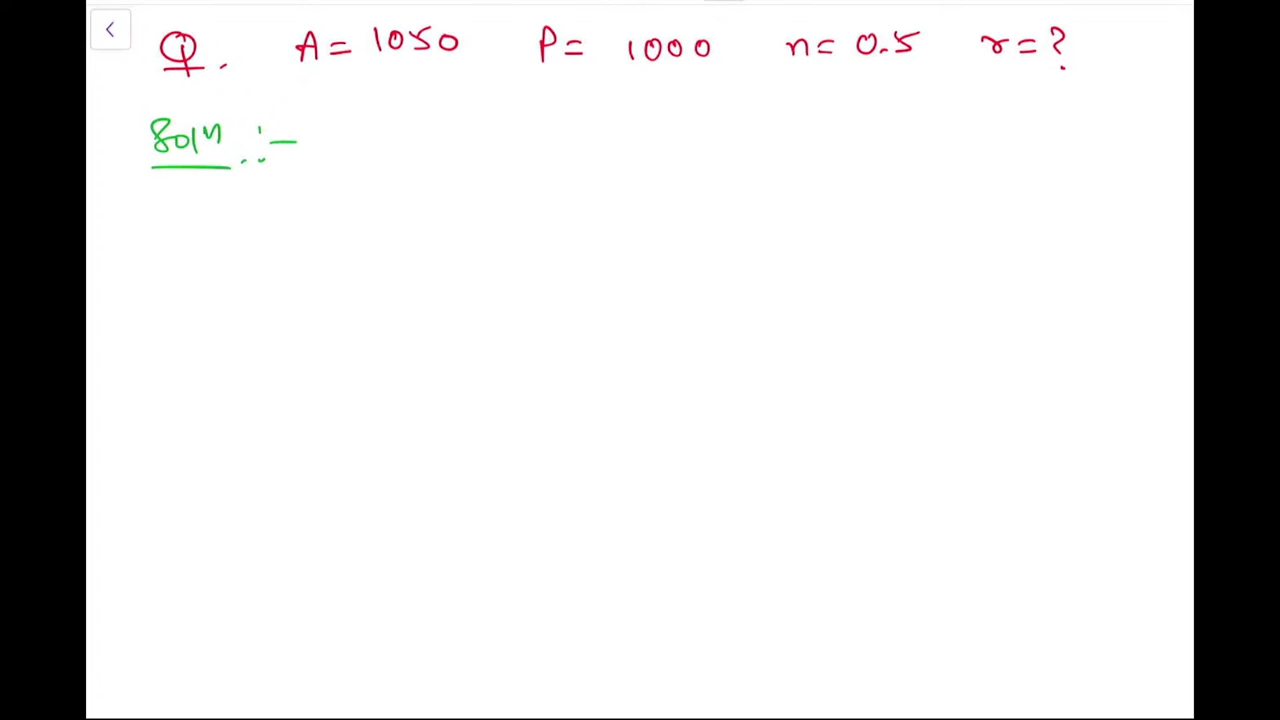 Q. A = 1050 P = 1000 n = 0.5 r = ?
Soln :-